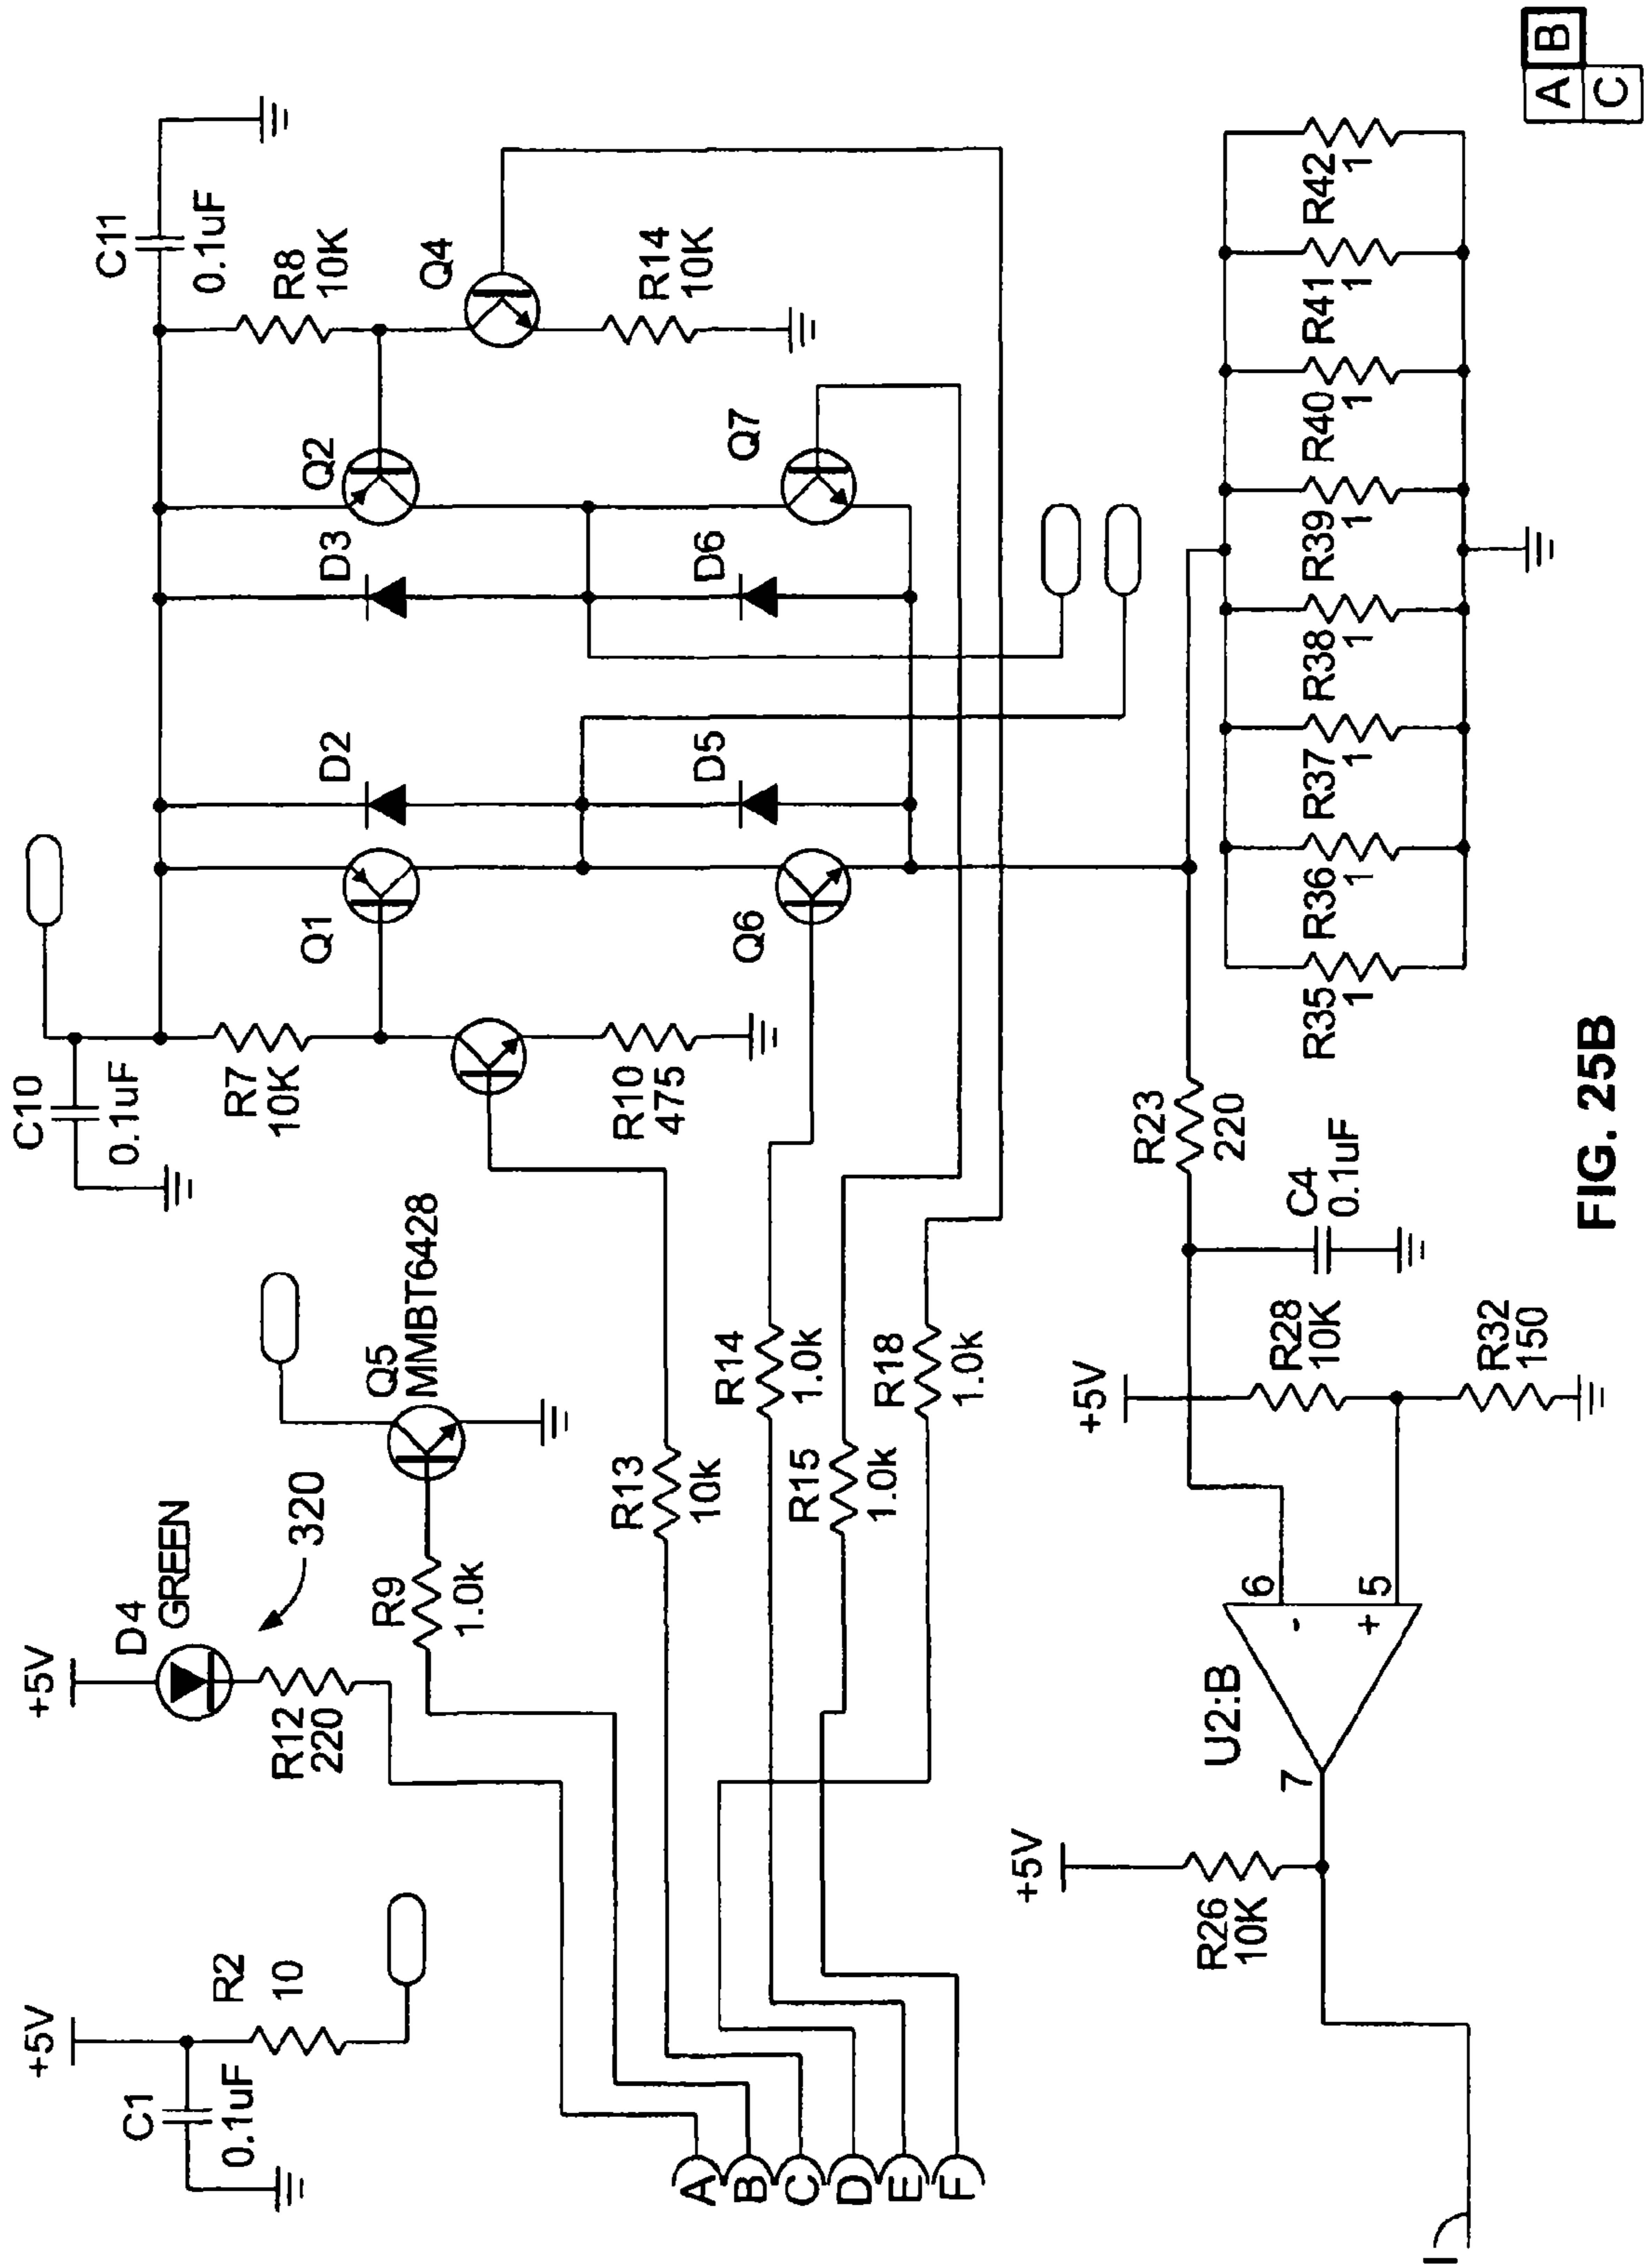 +5V
C1
0.1uF
R2
10
+5V
D4
GREEN
320
R12
220
R9
1.0k
Q5
MMBT6428
C10
0.1uF
R7
10K
R10
475
Q1
Q6
D2
D5
D3
D6
Q2
Q7
C11
0.1uF
R8
10K
Q4
R14
10K
R13
10k
R14
1.0k
R15
1.0k
R18
1.0k
A
B
C
D
E
F
+5V
R26
10K
7
U2:B
6
-
+
5
+5V
R28
10K
R32
150
C4
0.1uF
R23
220
R35
1
R36
1
R37
1
R38
1
R39
1
R40
1
R41
1
R42
1
I
FIG. 25B
A B
C